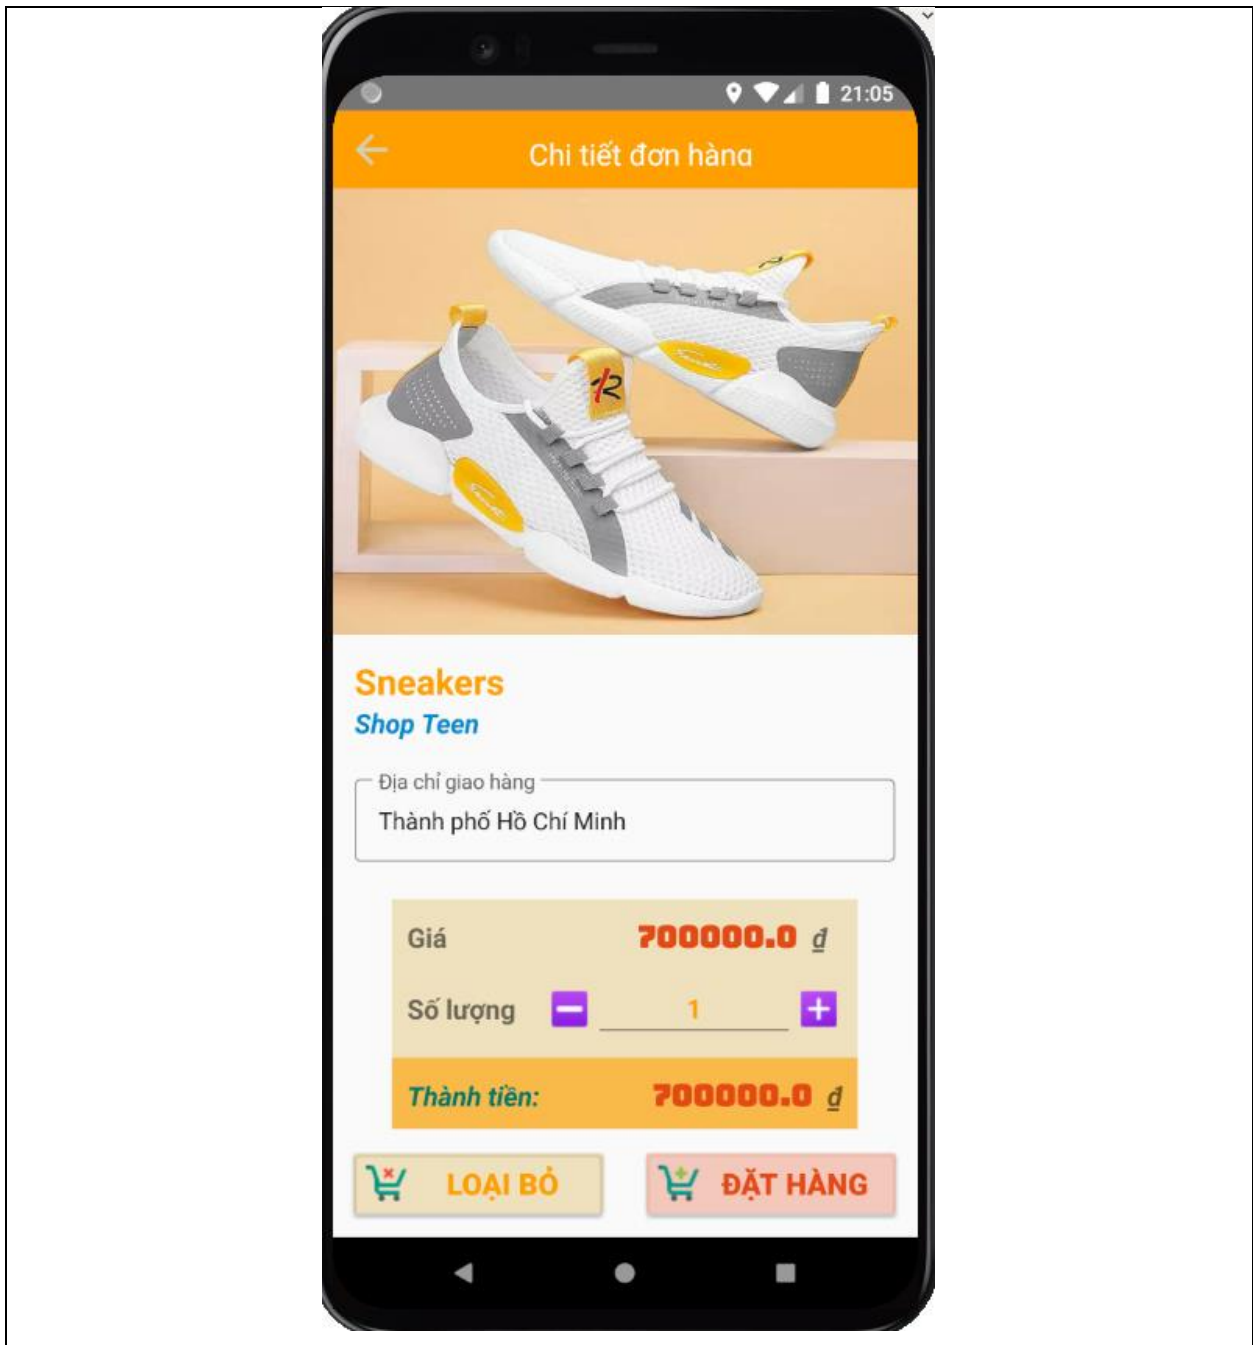 21:05
Chi tiết đơn hàng
R
Sneakers
Shop Teen
Địa chỉ giao hàng
Thành phố Hồ Chí Minh
Giá 700000.0 đ
Số lượng 1
Thành tiền: 700000.0 đ
LOẠI BỎ ĐẶT HÀNG